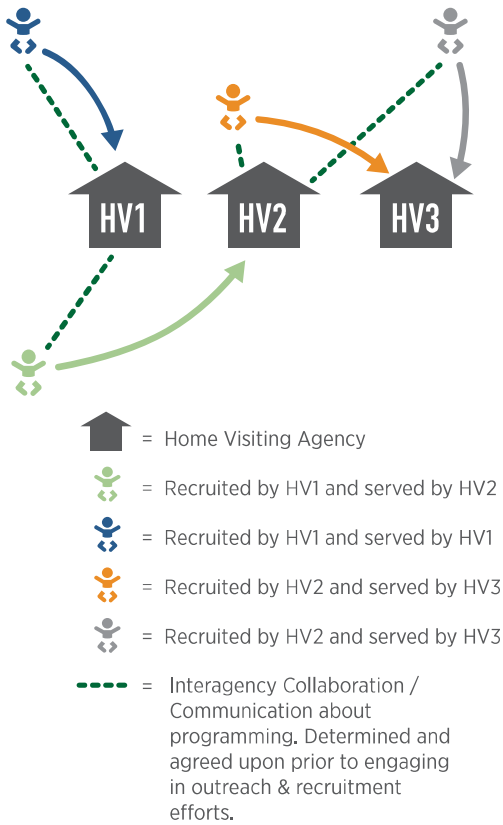 HV1
HV2
HV3
= Home Visiting Agency
= Recruited by HV1 and served by HV2
= Recruited by HV1 and served by HV1
= Recruited by HV2 and served by HV3
= Recruited by HV2 and served by HV3
= Interagency Collaboration /
Communication about
programming. Determined and
agreed upon prior to engaging
in outreach & recruitment
efforts.